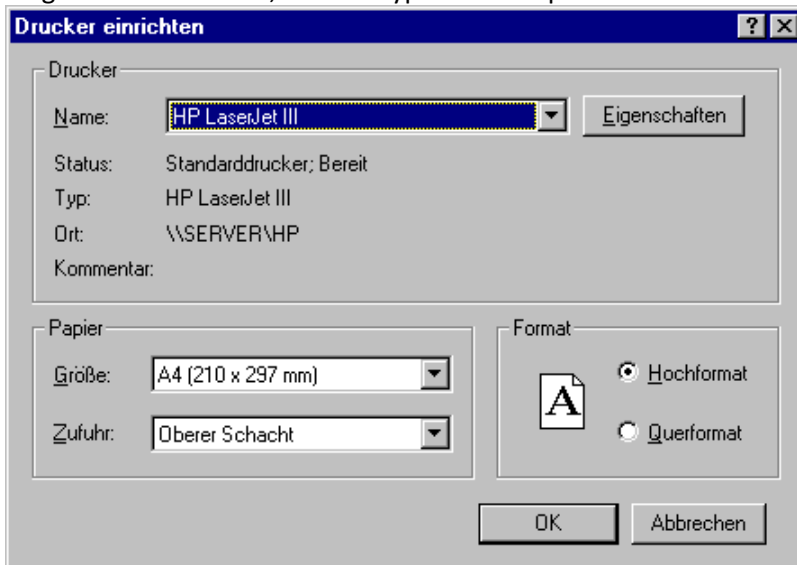 Drucker einrichten
Drucker
Name: HP LaserJet III Eigenschaften
Status: Standarddrucker; Bereit
Typ: HP LaserJet III
Ort: \\SERVER\HP
Kommentar:
Papier
Größe: A4 (210 x 297 mm)
Zufuhr: Oberer Schacht
Format
A
Hochformat
Querformat
OK Abbrechen